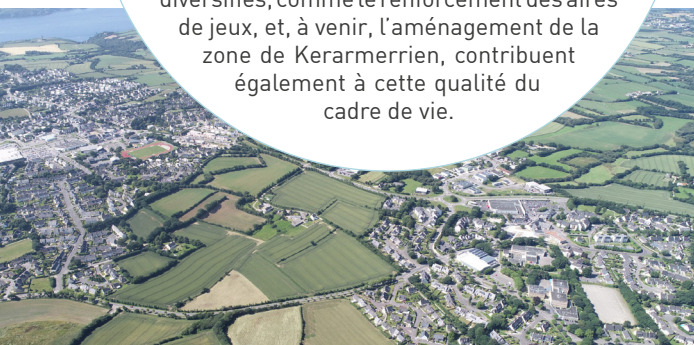 diversifiés, comme le renforcement des aires
de jeux, et, à venir, l’aménagement de la
zone de Kerarmerrien, contribuent
également à cette qualité du
cadre de vie.